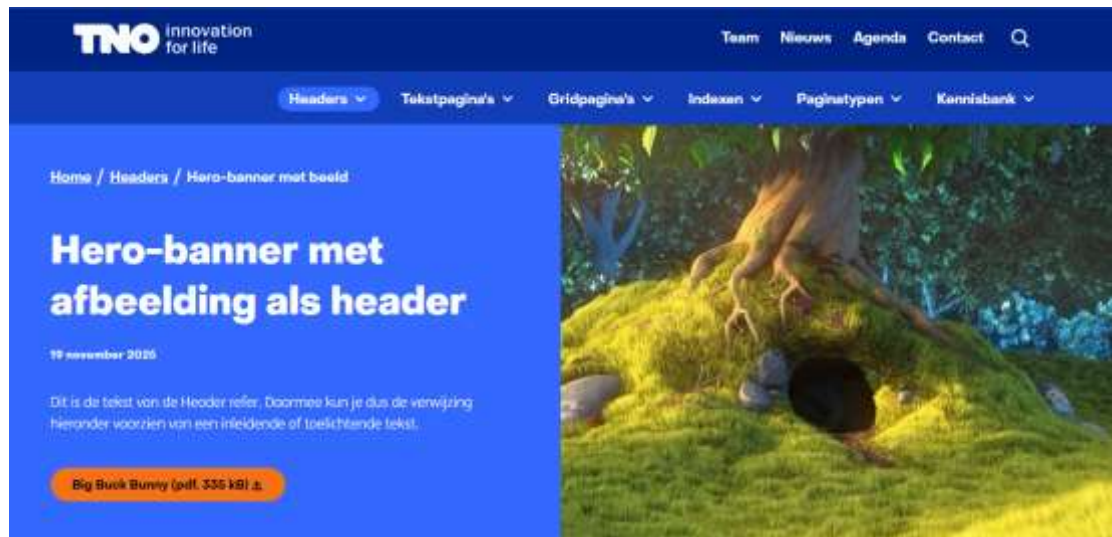 TNO innovation
for life
Team Nieuws Agenda Contact
Headers Tekstpagina's Gridpagina's Indexen Paginatypen Kennisbank
Home / Headers / Hero-banner met beeld
Hero-banner met
afbeelding als header
19 november 2025
Dit is de tekst van de Header refer. Daarmee kun je dus de verwijzing
hieronder voorzien van een inleidende of toelichtende tekst.
Big Buck Bunny (pdf, 335 kB)